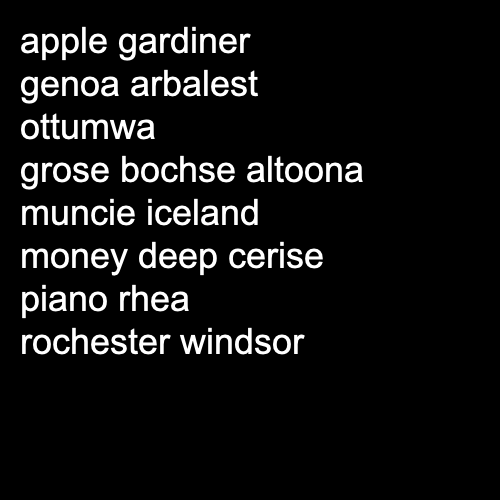 apple gardiner
genoa arbalest
ottumwa
grose bochse altoona
muncie iceland
money deep cerise
piano rhea
rochester windsor